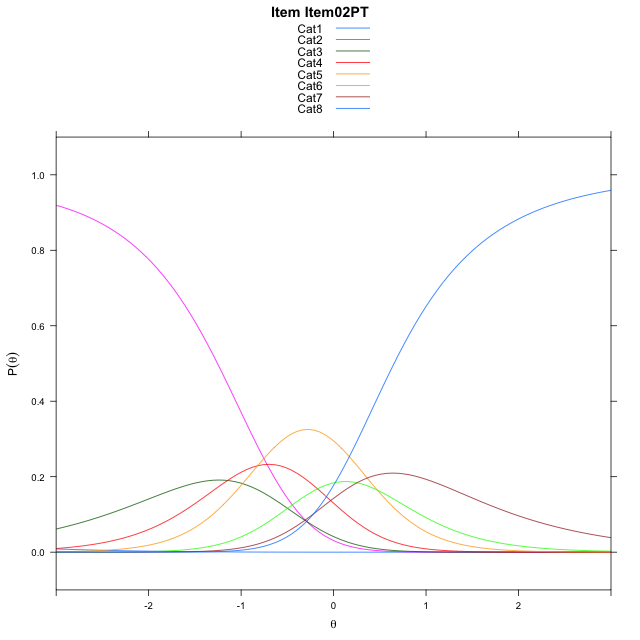 Item Item02PT
Cat1
Cat2
Cat3
Cat4
Cat5
Cat6
Cat7
Cat8
1.0
0.8
0.6
0.4
0.2
0.0
P(θ)
-2 -1 0 1 2
θ